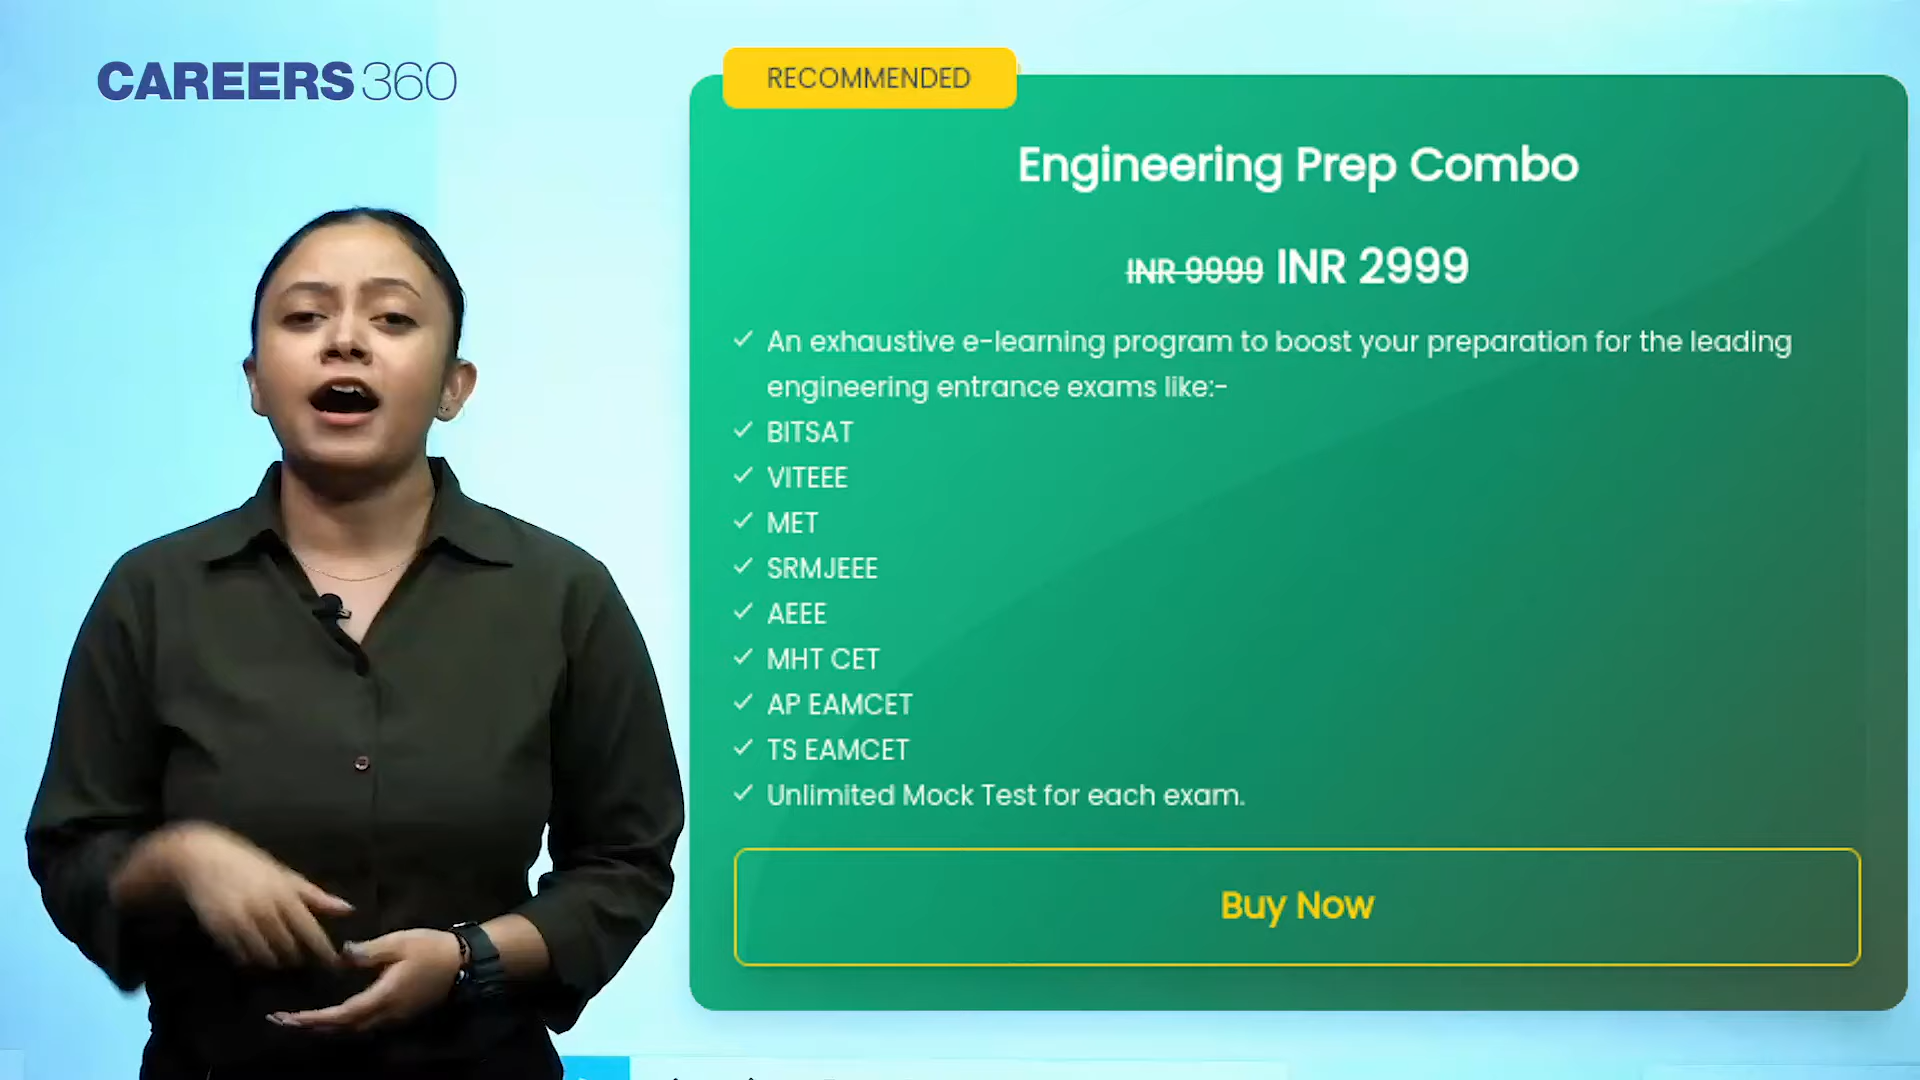 CAREERS360
RECOMMENDED
Engineering Prep Combo
INR 9999 INR 2999
An exhaustive e-learning program to boost your preparation for the leading
engineering entrance exams like:-
BITSAT
VITEEE
MET
SRMJEEE
AEEE
MHT CET
AP EAMCET
TS EAMCET
Unlimited Mock Test for each exam.
Buy Now